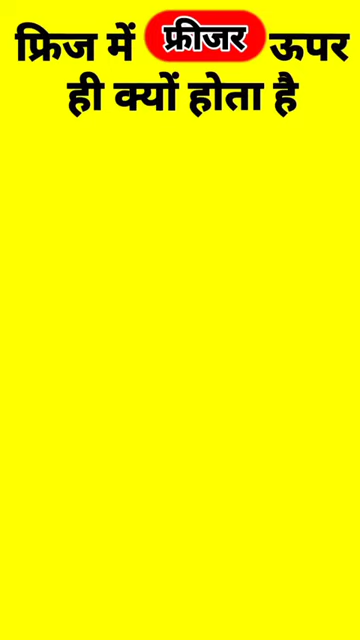 फ्रिज में फ्रीजर ऊपर
ही क्यों होता है